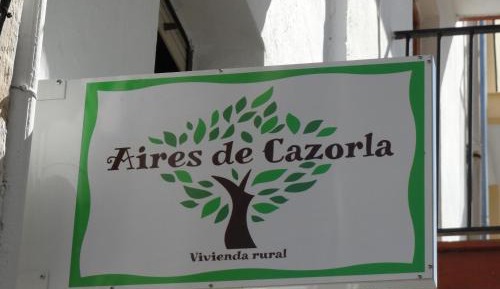 Aires de Cazorla
Vivienda rural